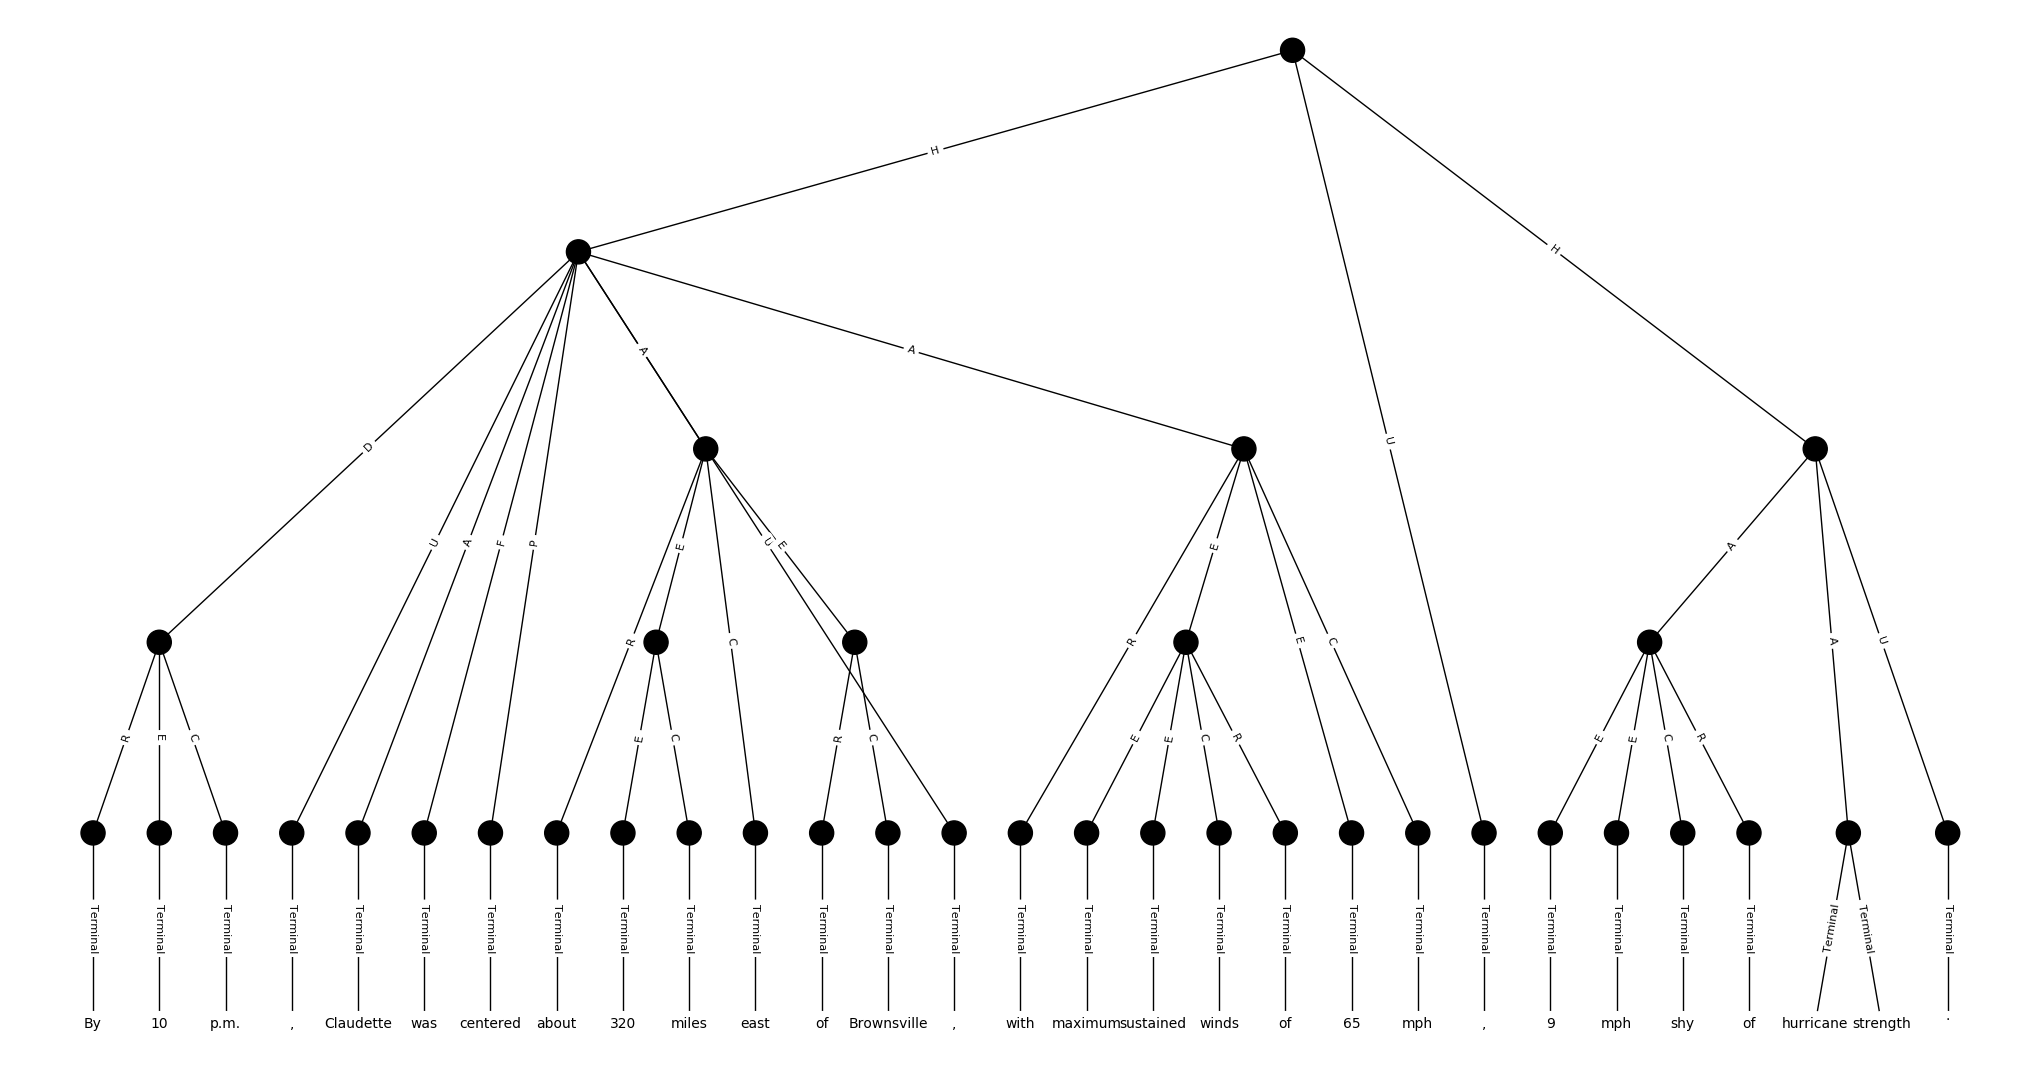 H
H
A
A
D
U
U
A
F
P
E
U
E
E
A
R
C
R
E
C
A
U
R
E
C
E
C
R
C
E
E
C
R
E
E
C
R
Terminal Terminal Terminal Terminal Terminal Terminal Terminal Terminal Terminal Terminal Terminal Terminal Terminal Terminal Terminal Terminal Terminal Terminal Terminal Terminal Terminal Terminal Terminal Terminal Terminal Terminal Terminal Terminal Terminal
By 10 p.m. , Claudette was centered about 320 miles east of Brownsville , with maximum sustained winds of 65 mph , 9 mph shy of hurricane strength .